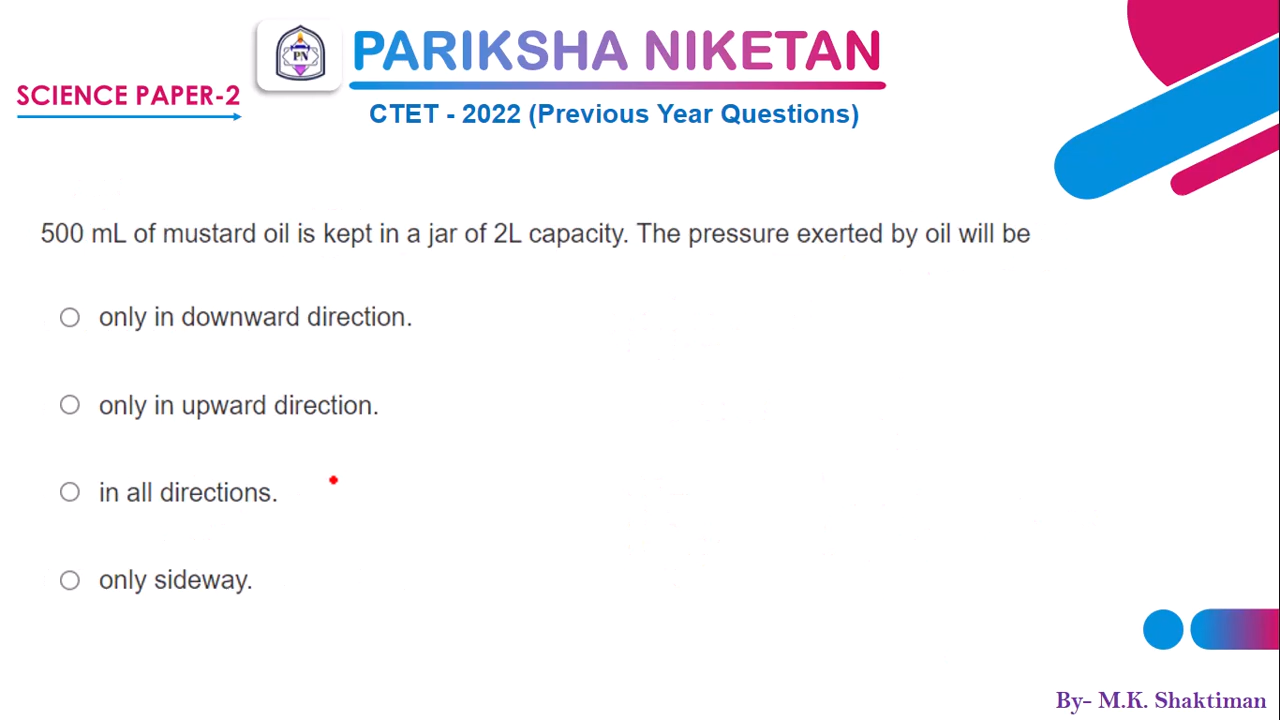 PARIKSHA NIKETAN
PN
SCIENCE PAPER-2
CTET - 2022 (Previous Year Questions)
500 mL of mustard oil is kept in a jar of 2L capacity. The pressure exerted by oil will be
only in downward direction.
only in upward direction.
in all directions.
only sideway.
By- M.K. Shaktiman